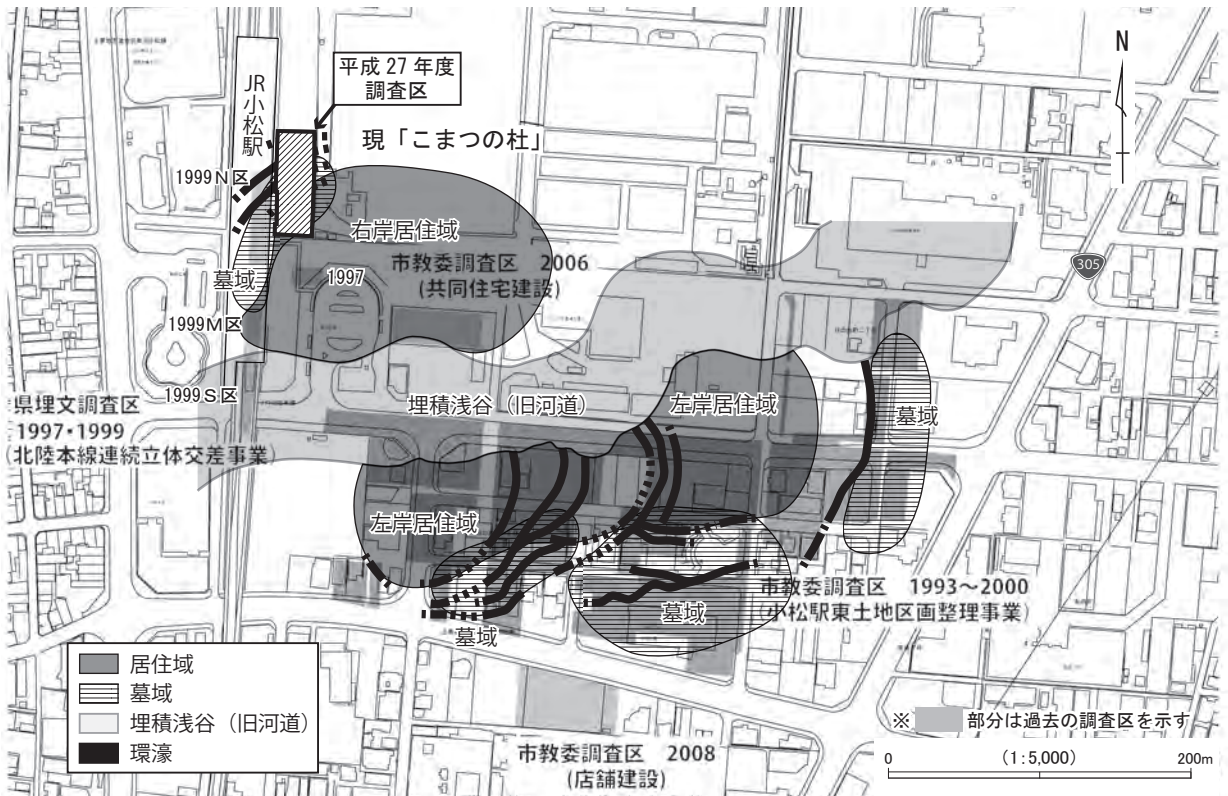 N
平成 27 年度
調査区
JR小松駅
現「こまつの杜」
1999N区
右岸居住域
市教委調査区 2006
(共同住宅建設)
305
墓域
1997
1999M区
1999S区
埋積浅谷（旧河道）
左岸居住域
墓域
県埋文調査区
1997・1999
(北陸本線連続立体交差事業)
左岸居住域
市教委調査区 1993～2000
(小松駅東土地区画整理事業)
墓域
墓域
居住域
墓域
埋積浅谷（旧河道）
環濠
市教委調査区 2008
(店舗建設)
※ 部分は過去の調査区を示す
0 (1:5,000) 200m